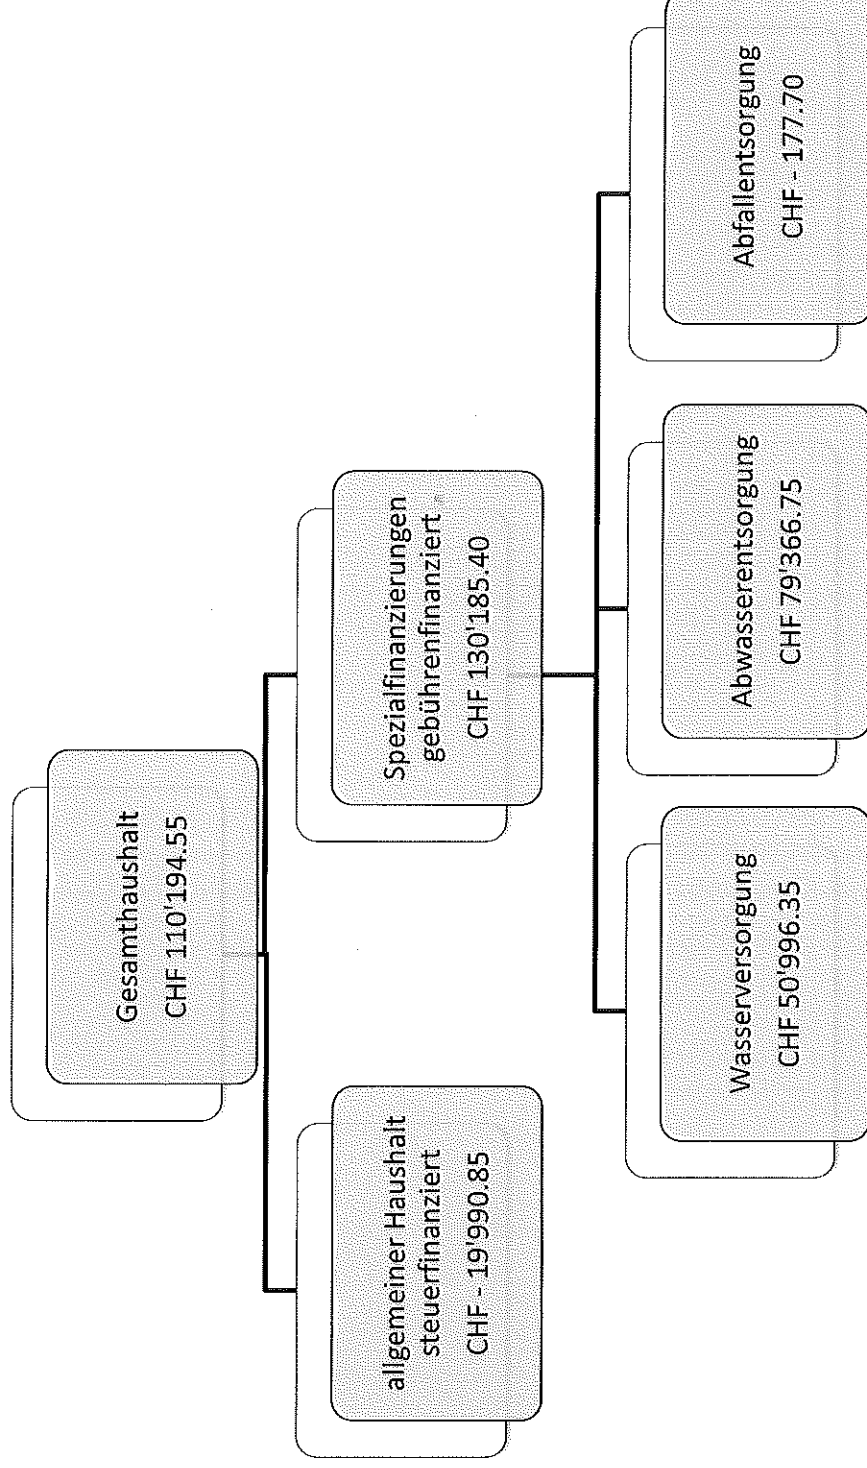 Gesamthaushalt
CHF 110'194.55
allgemeiner Haushalt
steuerfinanziert
CHF - 19'990.85
Spezialfinanzierungen
gebührenfinanziert
CHF 130'185.40
Wasserversorgung
CHF 50'996.35
Abwasserentsorgung
CHF 79'366.75
Abfallentsorgung
CHF - 177.70